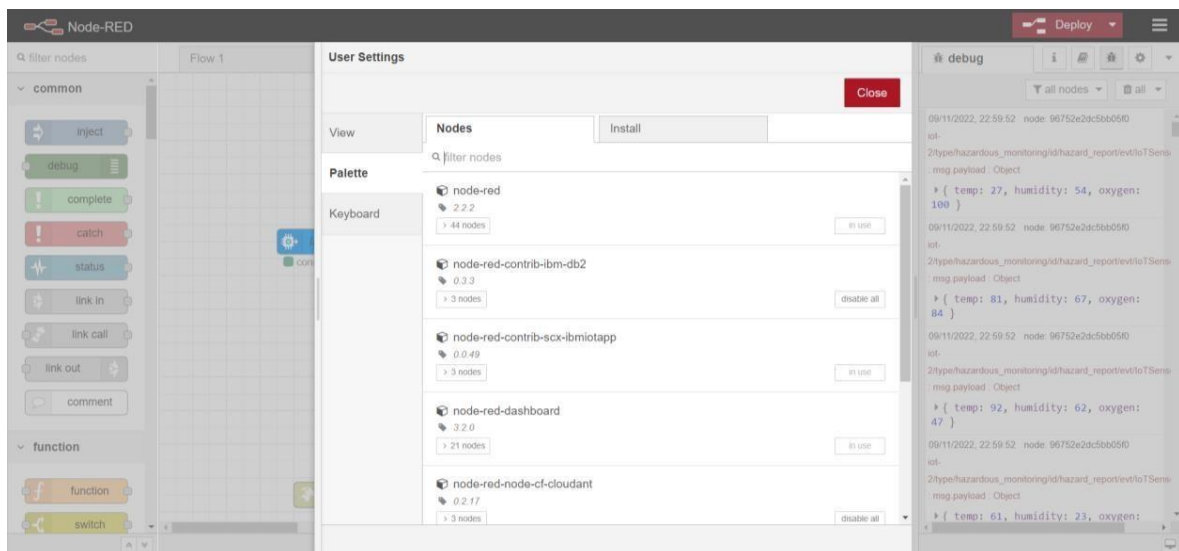 Node-RED
Deploy
filter nodes
common
inject
debug
complete
catch
status
link in
link call
link out
comment
function
function
switch
Flow 1
User Settings
Close
View
Palette
Keyboard
Nodes
Install
filter nodes
node-red
2.2.2
44 nodes
in use
node-red-contrib-ibm-db2
0.3.3
3 nodes
disable all
node-red-contrib-scx-ibmiotapp
0.0.49
3 nodes
in use
node-red-dashboard
3.2.0
21 nodes
in use
node-red-node-cf-cloudant
0.2.17
3 nodes
disable all
debug
all nodes
all
09/11/2022, 22:59:52 node: 96752e2dc5bb05f0
iot-
2/type/hazardous_monitoring/id/hazard_report/evt/IoTSens
: msg.payload : Object
{ temp: 27, humidity: 54, oxygen:
100 }
09/11/2022, 22:59:52 node: 96752e2dc5bb05f0
iot-
2/type/hazardous_monitoring/id/hazard_report/evt/IoTSens
: msg.payload : Object
{ temp: 81, humidity: 67, oxygen:
84 }
09/11/2022, 22:59:52 node: 96752e2dc5bb05f0
iot-
2/type/hazardous_monitoring/id/hazard_report/evt/IoTSens
: msg.payload : Object
{ temp: 92, humidity: 62, oxygen:
47 }
09/11/2022, 22:59:52 node: 96752e2dc5bb05f0
iot-
2/type/hazardous_monitoring/id/hazard_report/evt/IoTSens
: msg.payload : Object
{ temp: 61, humidity: 23, oxygen: